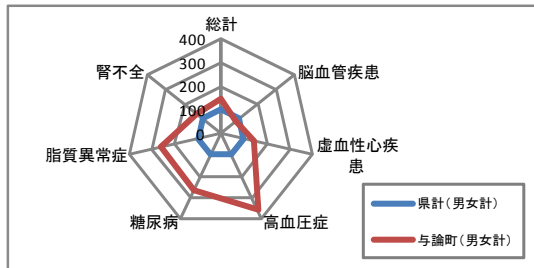 総計
400
300
200
100
0
脳血管疾患
虚血性心疾
患
高血圧症
糖尿病
脂質異常症
腎不全
県計(男女計)
与論町(男女計)